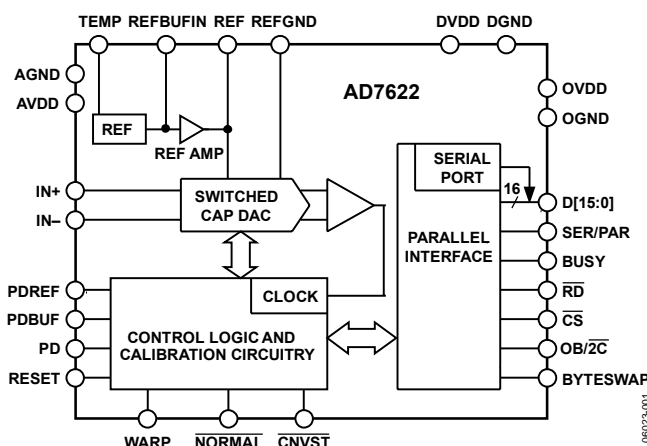 TEMP REFBUFIN REF REFGND DVDD DGND
AGND
AVDD
AD7622
OVDD
OGND
REF
REF AMP
SERIAL
PORT
16
D[15:0]
IN+
IN–
SWITCHED
CAP DAC
SER/PAR
PARALLEL
INTERFACE
BUSY
RD
CS
OB/2C
BYTESWAP
PDREF
PDBUF
PD
RESET
CLOCK
CONTROL LOGIC AND
CALIBRATION CIRCUITRY
WARP NORMAL CNVST
06023-001